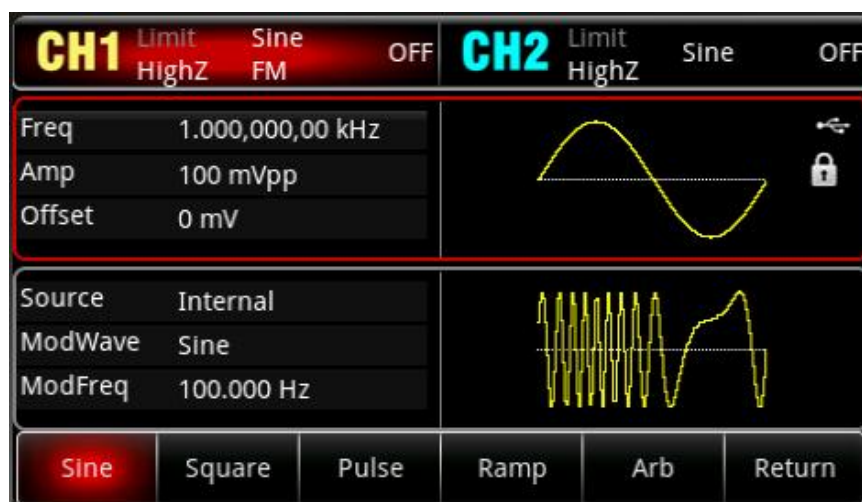 CH1 Limit Sine OFF CH2 Limit Sine OFF
HighZ FM HighZ
Freq 1.000,000,00 kHz
Amp 100 mVpp
Offset 0 mV
Source Internal
ModWave Sine
ModFreq 100.000 Hz
Sine Square Pulse Ramp Arb Return